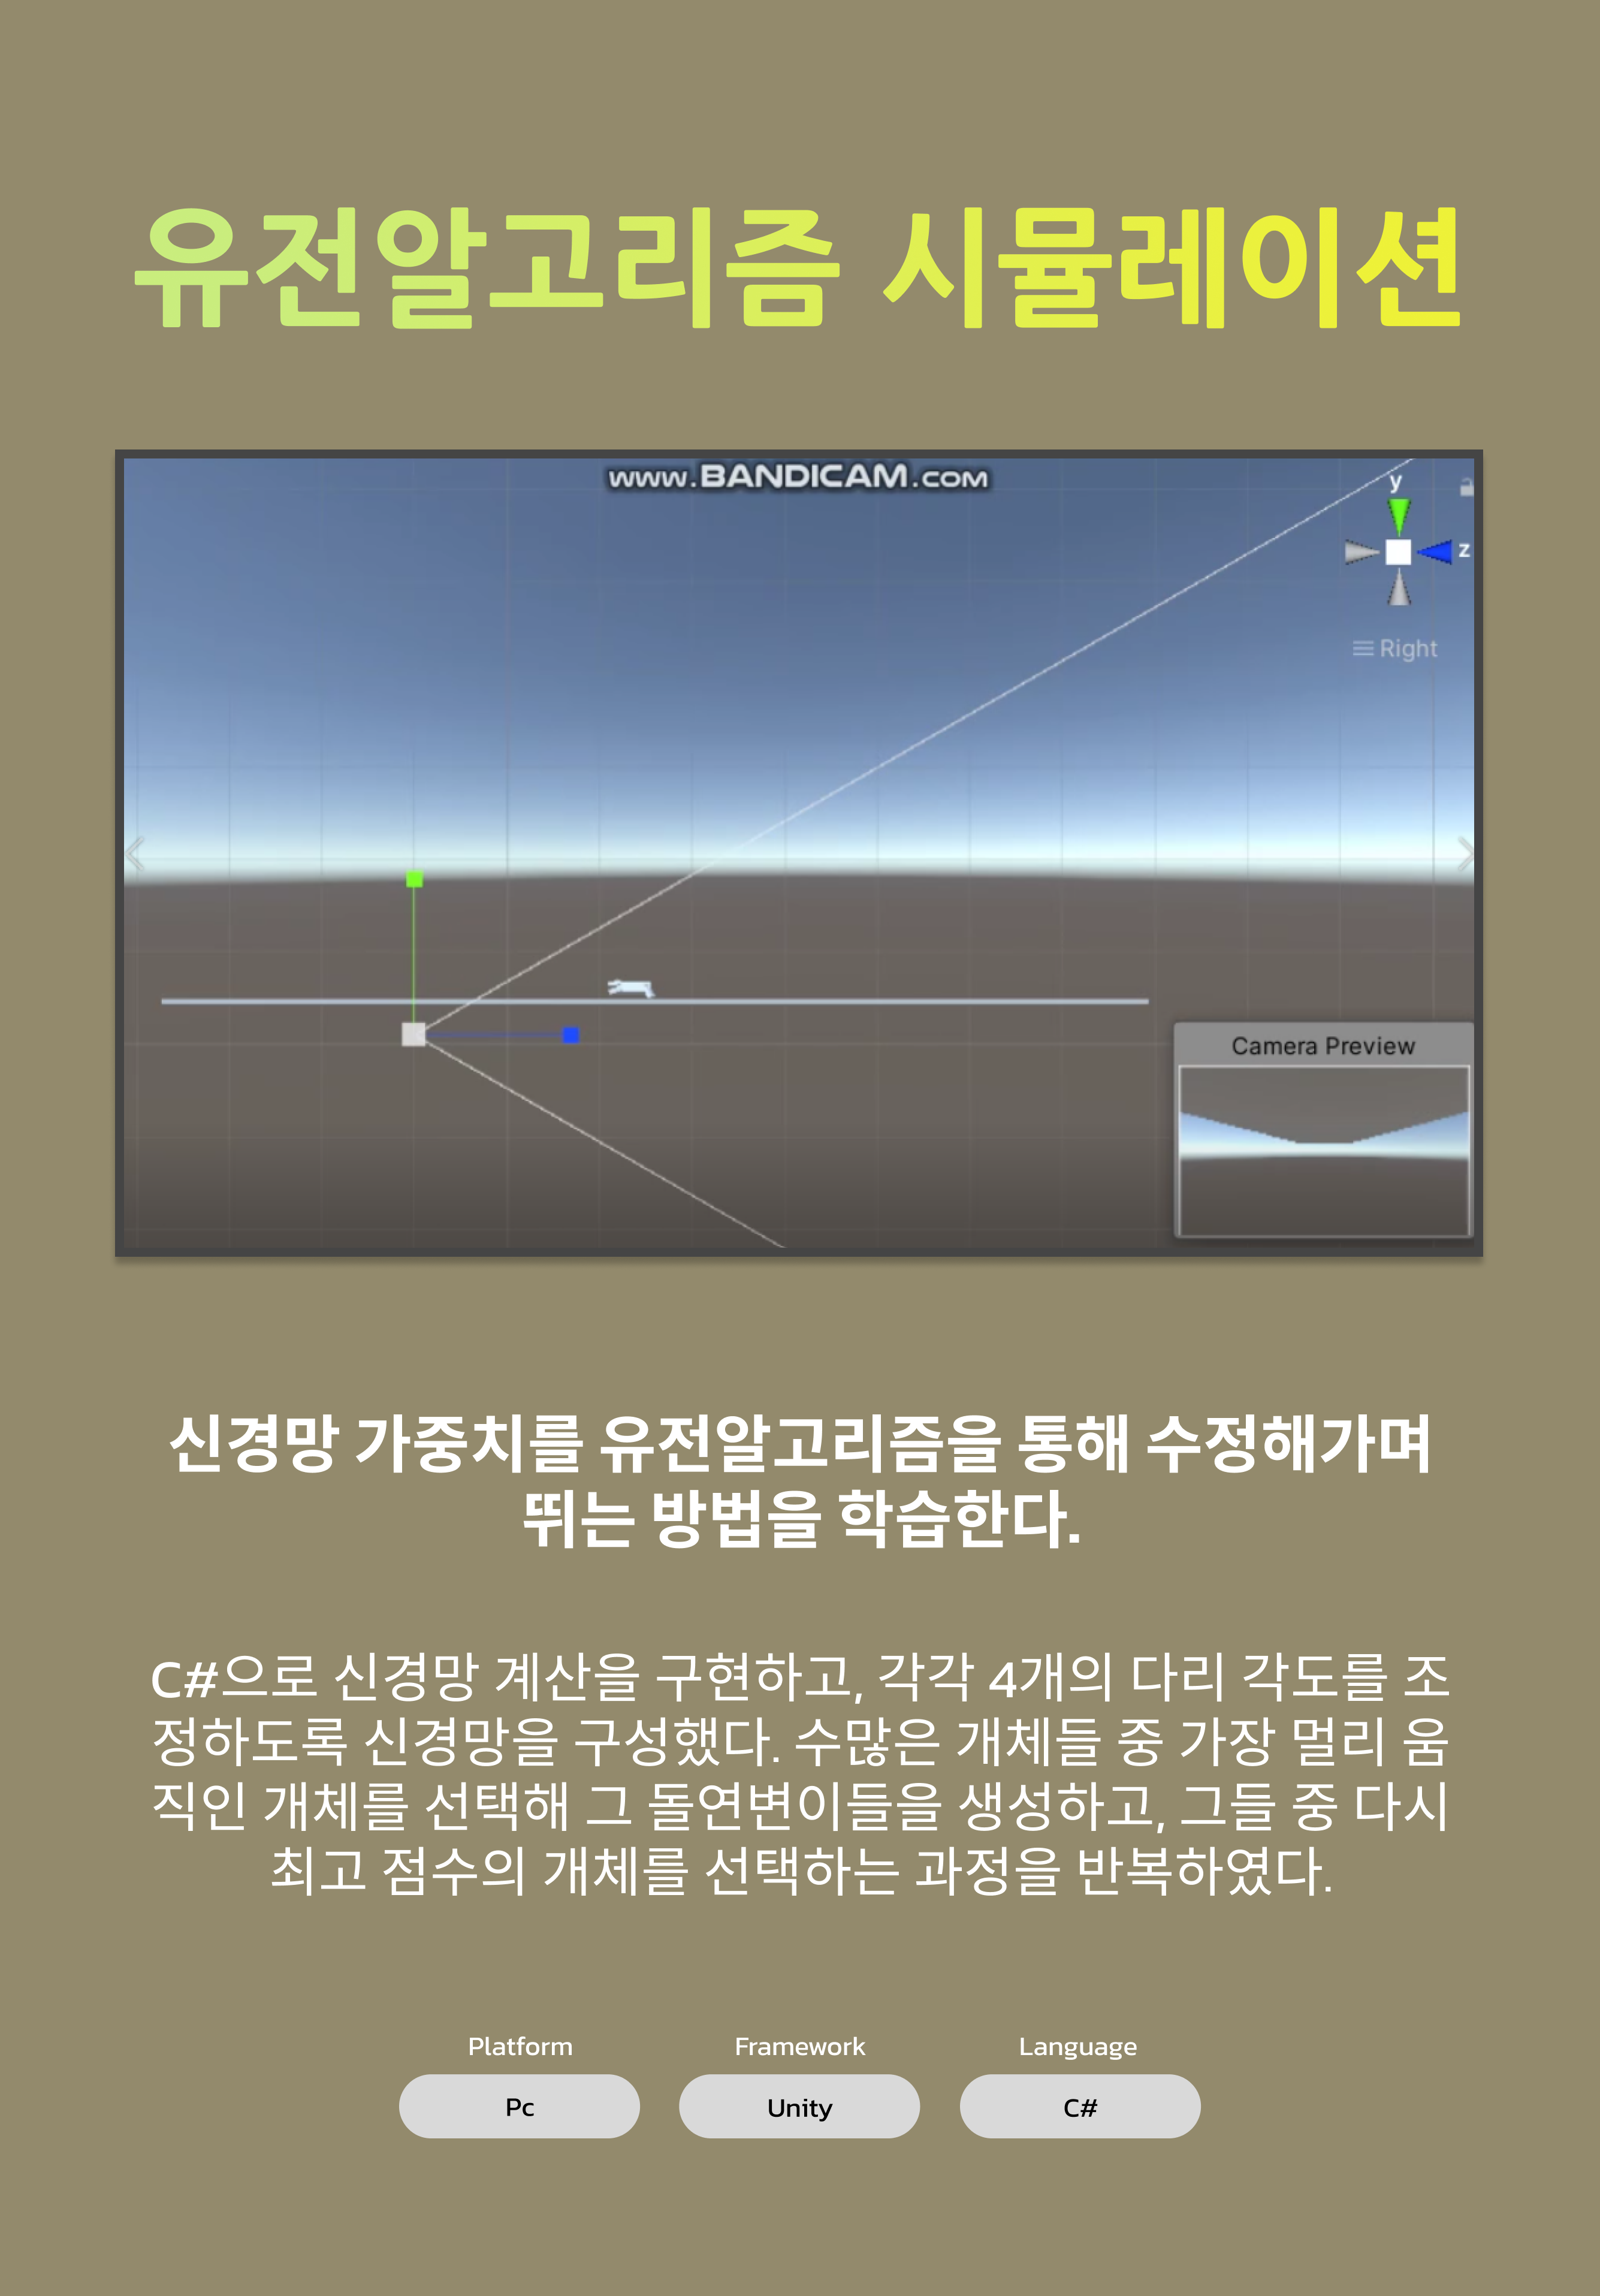 유전알고리즘 시뮬레이션
www.BANDICAM.com
y
z
Right
Camera Preview
신경망 가중치를 유전알고리즘을 통해 수정해가며
뛰는 방법을 학습한다.
C#으로 신경망 계산을 구현하고, 각각 4개의 다리 각도를 조
정하도록 신경망을 구성했다. 수많은 개체들 중 가장 멀리 움
직인 개체를 선택해 그 돌연변이들을 생성하고, 그들 중 다시
최고 점수의 개체를 선택하는 과정을 반복하였다.
Platform Framework Language
Pc Unity C#